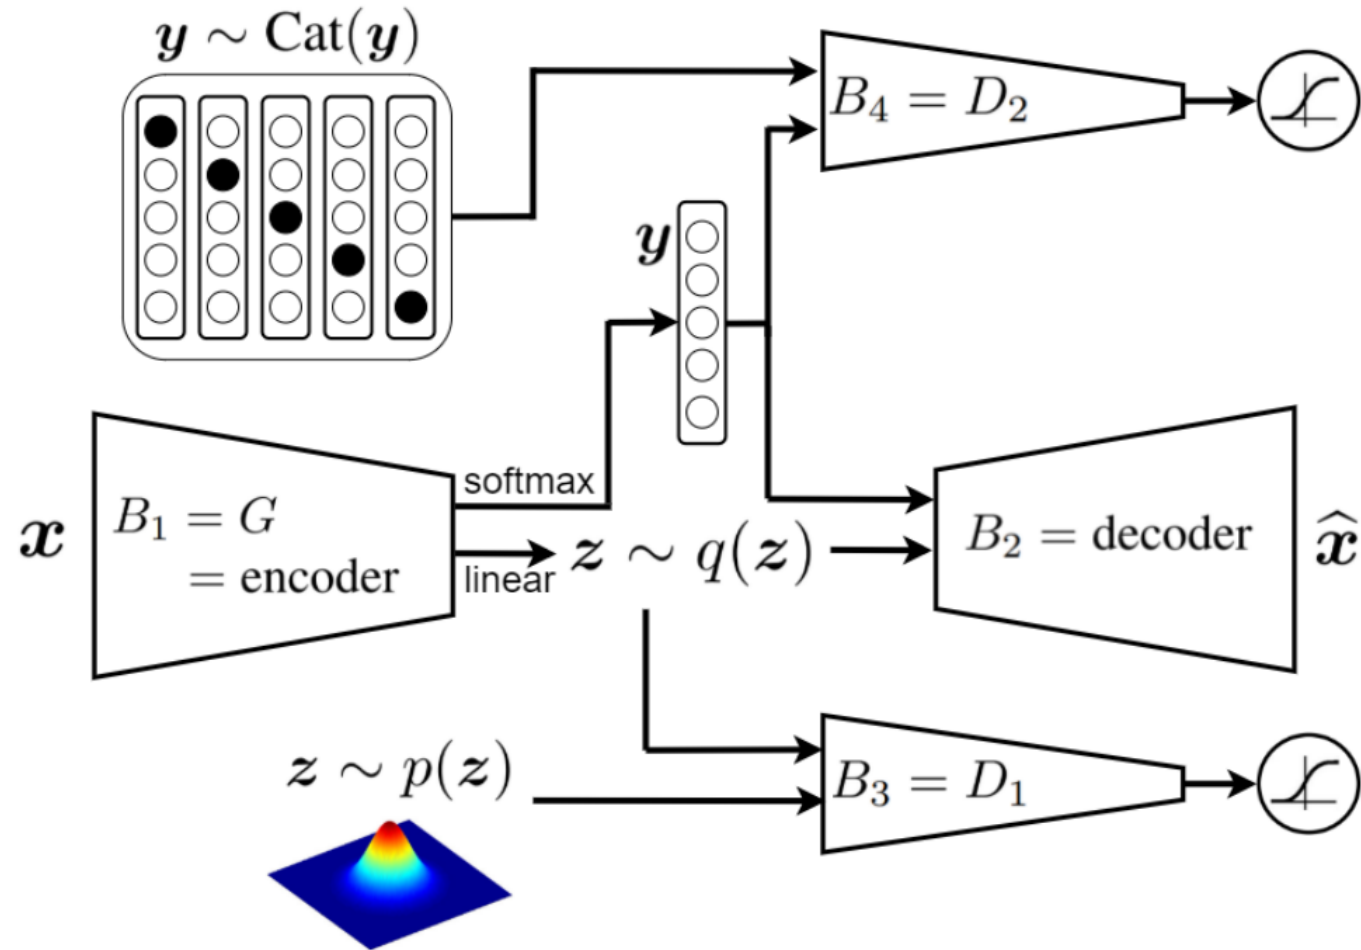 y ∼ Cat(y)
B₄ = D₂
y
softmax
x
B₁ = G
= encoder
linear
z ∼ q(z)
B₂ = decoder
x̂
z ∼ p(z)
B₃ = D₁